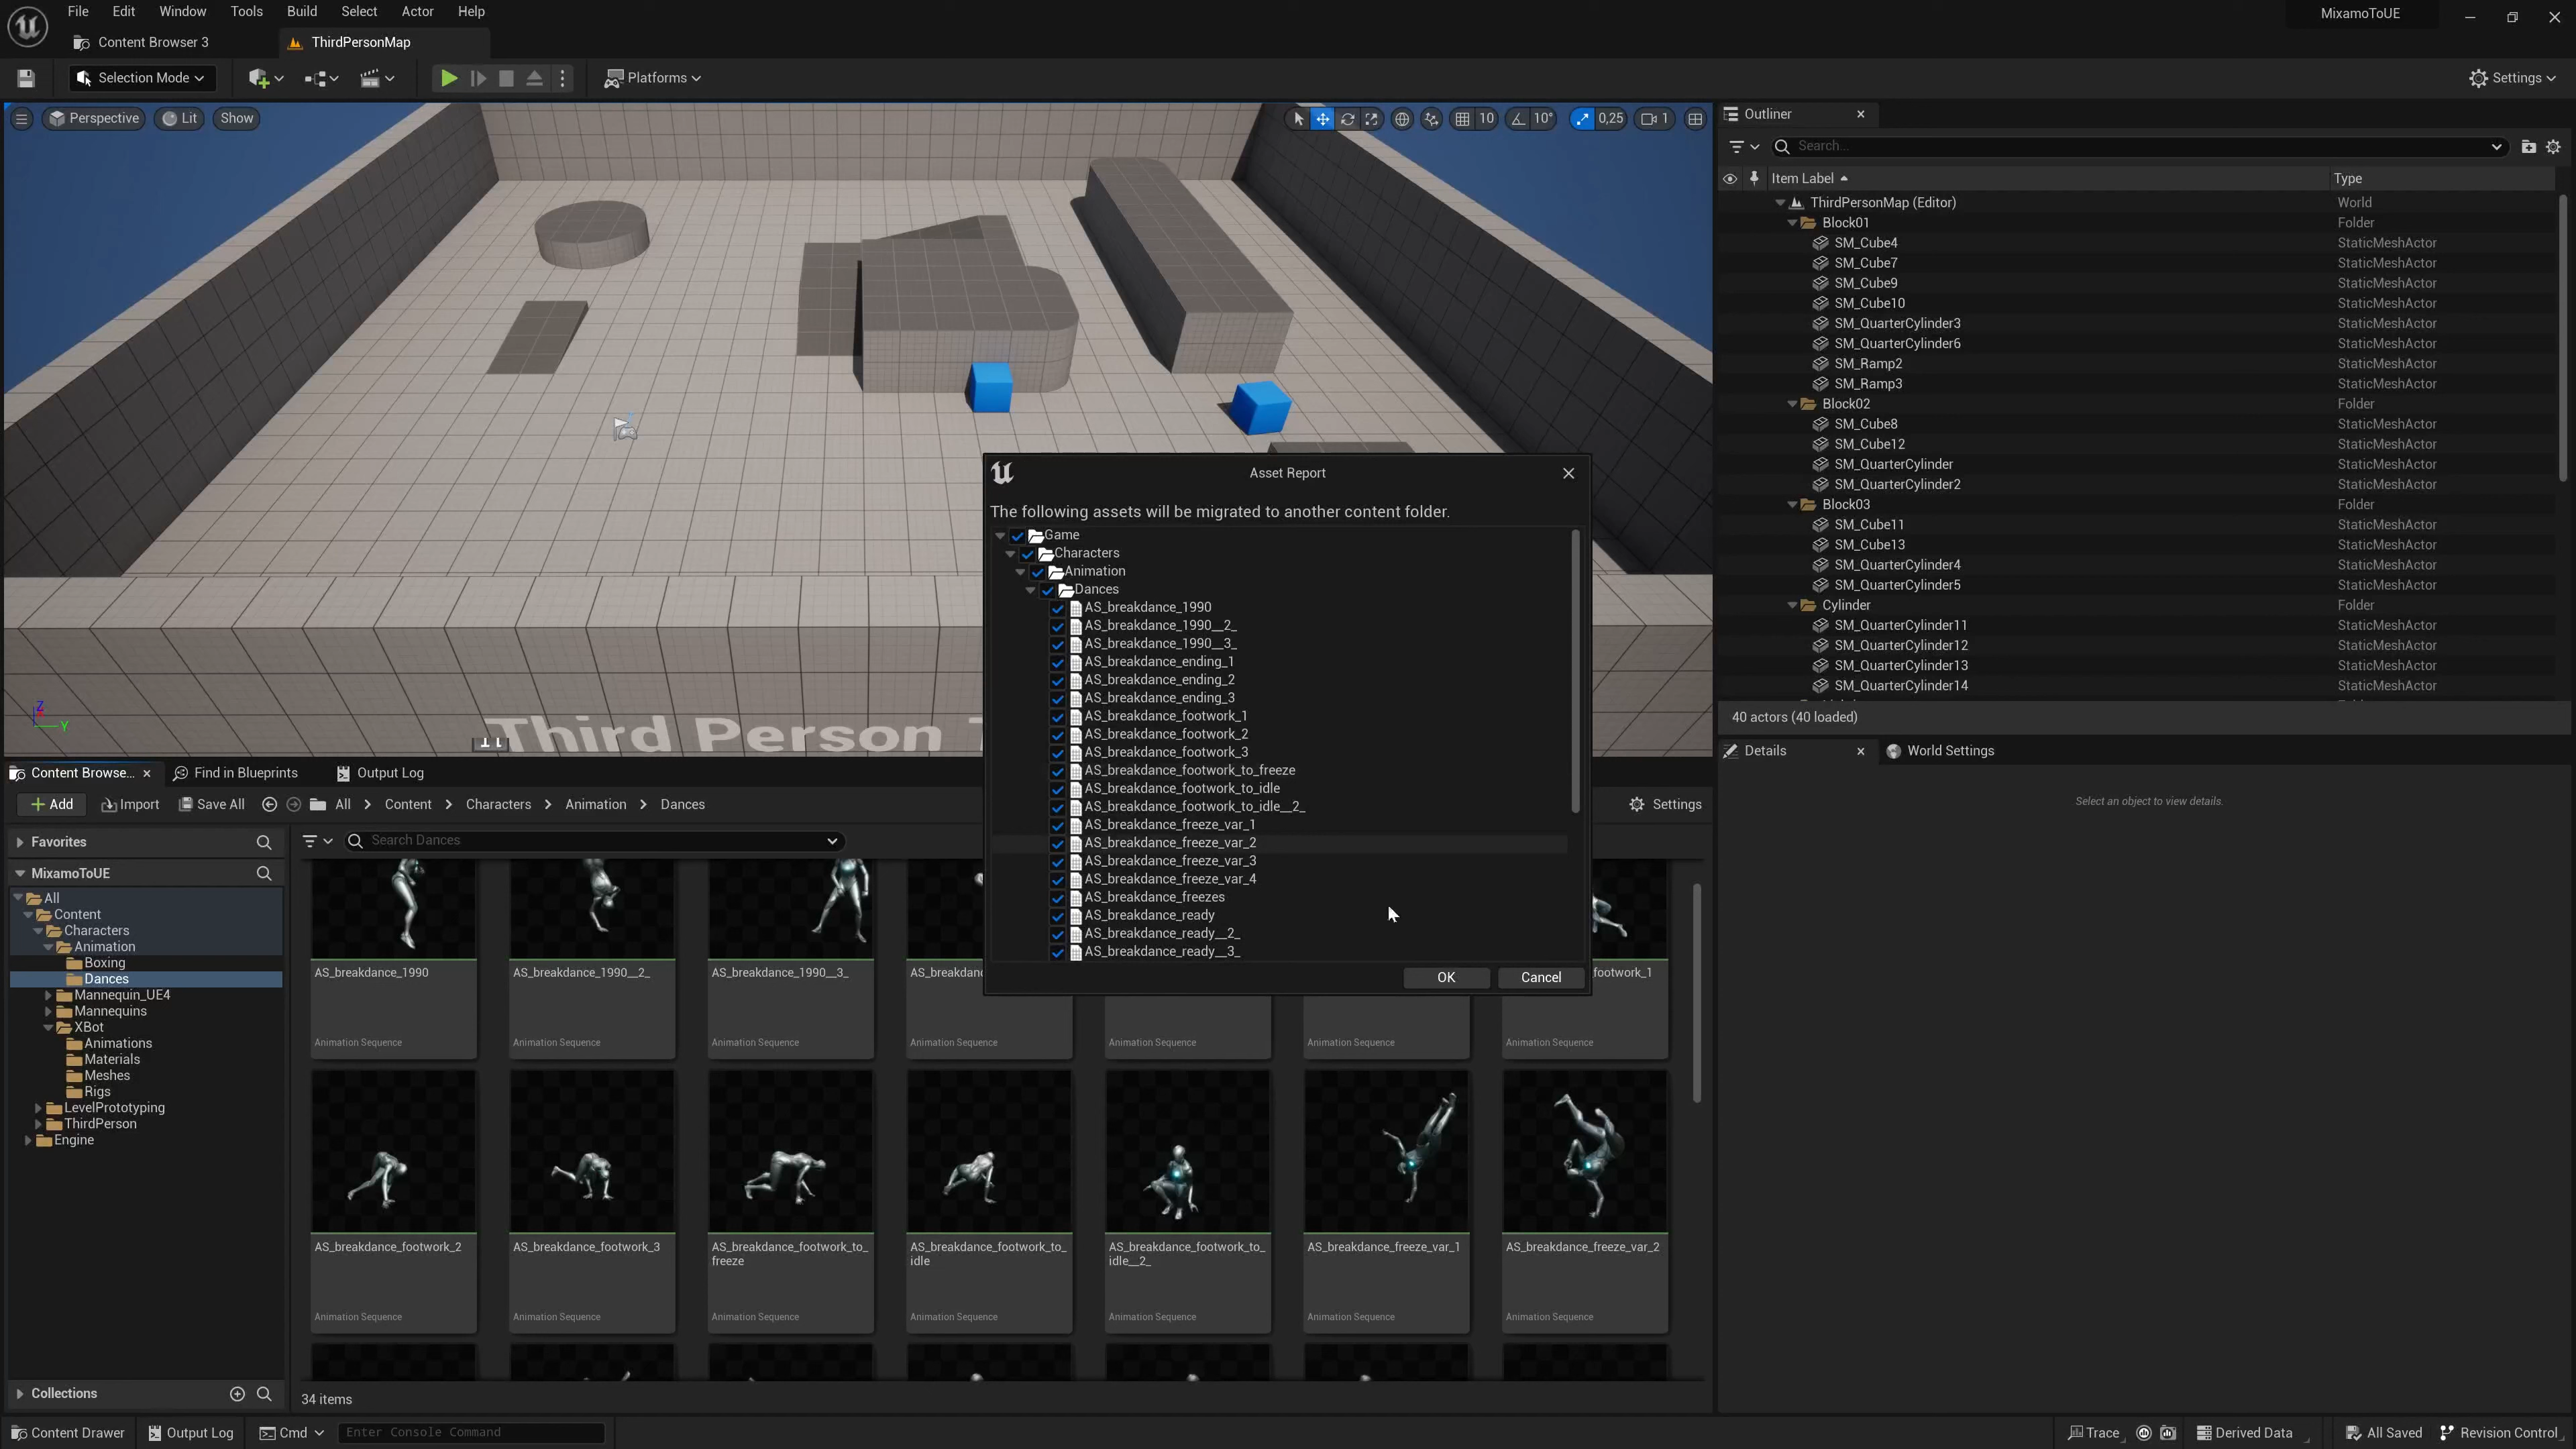 File Edit Window Tools Build Select Actor Help
MixamoToUE
Content Browser 3
ThirdPersonMap
Selection Mode
Platforms
Settings
Perspective
Lit
Show
10
10°
0,25
1
Third Person T
Z
Y
Outliner
Search...
Item Label
Type
ThirdPersonMap (Editor) World
Block01 Folder
SM_Cube4 StaticMeshActor
SM_Cube7 StaticMeshActor
SM_Cube9 StaticMeshActor
SM_Cube10 StaticMeshActor
SM_QuarterCylinder3 StaticMeshActor
SM_QuarterCylinder6 StaticMeshActor
SM_Ramp2 StaticMeshActor
SM_Ramp3 StaticMeshActor
Block02 Folder
SM_Cube8 StaticMeshActor
SM_Cube12 StaticMeshActor
SM_QuarterCylinder StaticMeshActor
SM_QuarterCylinder2 StaticMeshActor
Block03 Folder
SM_Cube11 StaticMeshActor
SM_Cube13 StaticMeshActor
SM_QuarterCylinder4 StaticMeshActor
SM_QuarterCylinder5 StaticMeshActor
Cylinder Folder
SM_QuarterCylinder11 StaticMeshActor
SM_QuarterCylinder12 StaticMeshActor
SM_QuarterCylinder13 StaticMeshActor
SM_QuarterCylinder14 StaticMeshActor
40 actors (40 loaded)
Details
World Settings
Select an object to view details.
Asset Report
The following assets will be migrated to another content folder.
Game
Characters
Animation
Dances
AS_breakdance_1990
AS_breakdance_1990__2_
AS_breakdance_1990__3_
AS_breakdance_ending_1
AS_breakdance_ending_2
AS_breakdance_ending_3
AS_breakdance_footwork_1
AS_breakdance_footwork_2
AS_breakdance_footwork_3
AS_breakdance_footwork_to_freeze
AS_breakdance_footwork_to_idle
AS_breakdance_footwork_to_idle__2_
AS_breakdance_freeze_var_1
AS_breakdance_freeze_var_2
AS_breakdance_freeze_var_3
AS_breakdance_freeze_var_4
AS_breakdance_freezes
AS_breakdance_ready
AS_breakdance_ready__2_
AS_breakdance_ready__3_
OK
Cancel
Content Browse...
Find in Blueprints
Output Log
Add
Import
Save All
All > Content > Characters > Animation > Dances
Settings
Favorites
MixamoToUE
All
Content
Characters
Animation
Boxing
Dances
Mannequin_UE4
Mannequins
XBot
Animations
Materials
Meshes
Rigs
LevelPrototyping
ThirdPerson
Engine
Collections
Search Dances
AS_breakdance_1990
AS_breakdance_1990__2_
AS_breakdance_1990__3_
AS_breakdanc
footwork_1
Animation Sequence
Animation Sequence
Animation Sequence
Animation Sequence
Animation Sequence
Animation Sequence
Animation Sequence
AS_breakdance_footwork_2
AS_breakdance_footwork_3
AS_breakdance_footwork_to_
freeze
AS_breakdance_footwork_to_
idle
AS_breakdance_footwork_to_
idle__2_
AS_breakdance_freeze_var_1
AS_breakdance_freeze_var_2
Animation Sequence
Animation Sequence
Animation Sequence
Animation Sequence
Animation Sequence
Animation Sequence
Animation Sequence
34 items
Content Drawer
Output Log
Cmd
Enter Console Command
Trace
Derived Data
All Saved
Revision Control